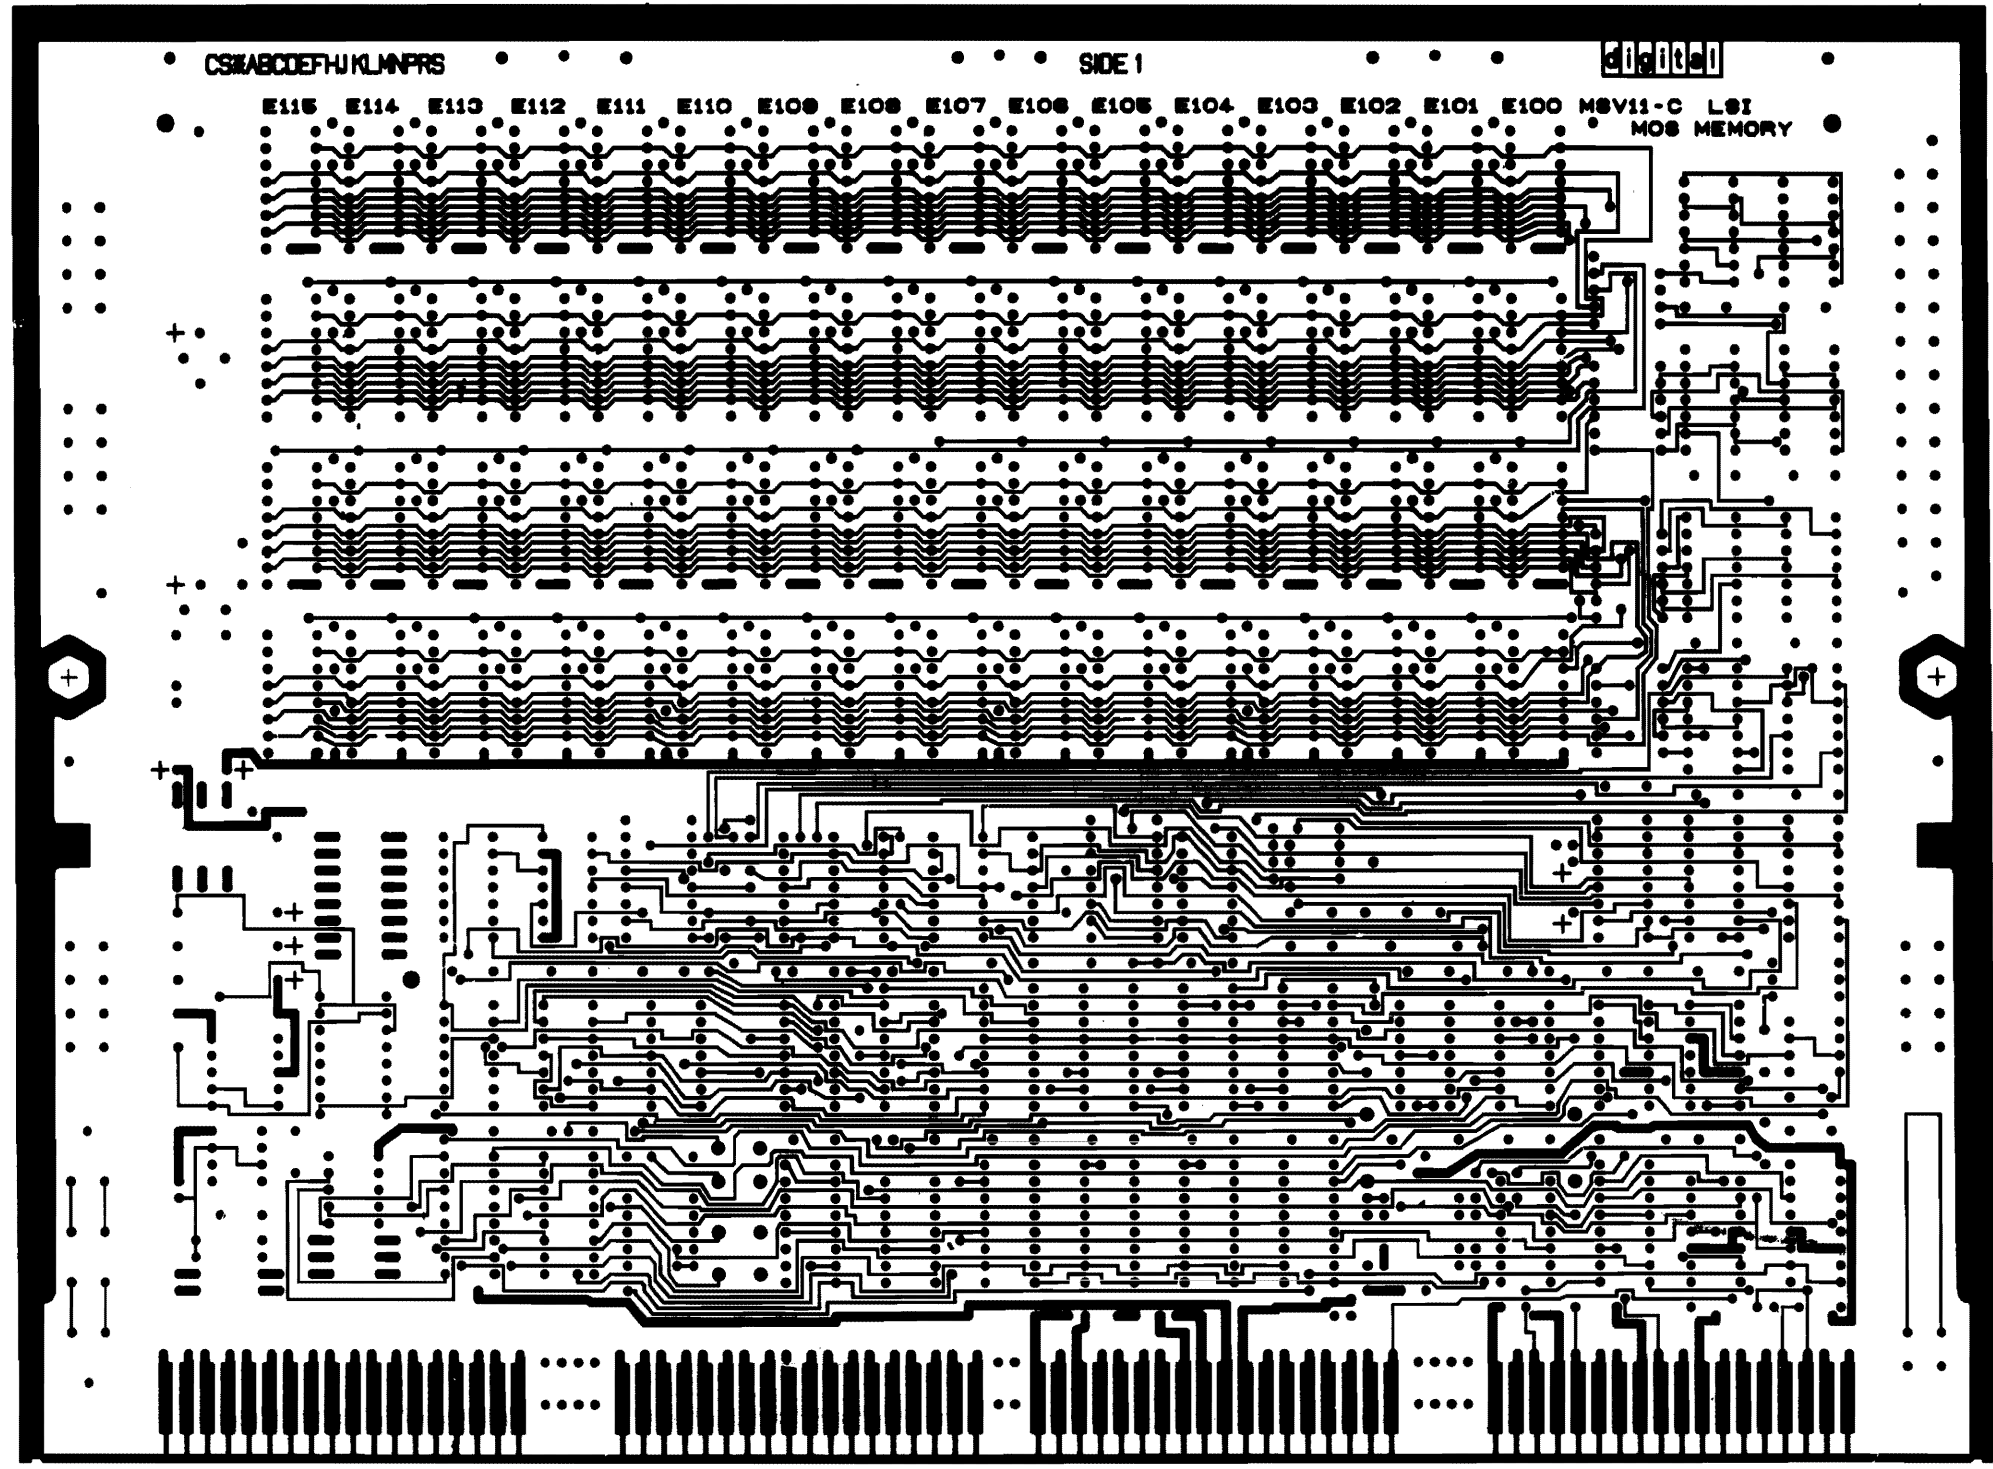 CS#ABCDEFHJKLMNPRS SIDE 1 digital
E115 E114 E113 E112 E111 E110 E109 E108 E107 E106 E105 E104 E103 E102 E101 E100 MSV11-C LSI
MOS MEMORY